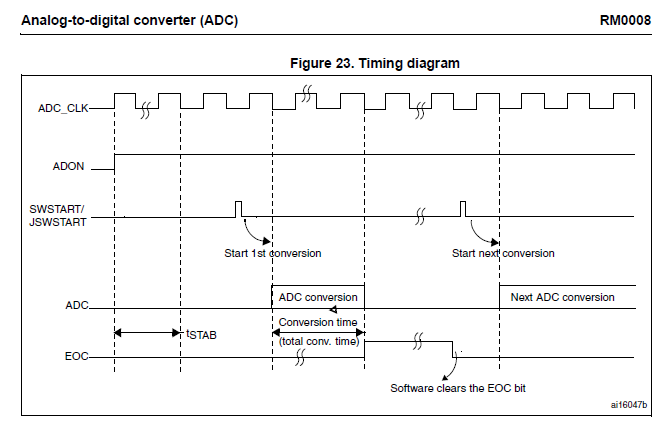 Analog-to-digital converter (ADC) RM0008
Figure 23. Timing diagram
ADC_CLK
ADON
SWSTART/
JSWSTART
Start 1st conversion
Start next conversion
ADC conversion
Next ADC conversion
ADC
Conversion time
tSTAB
(total conv. time)
EOC
Software clears the EOC bit
ai16047b